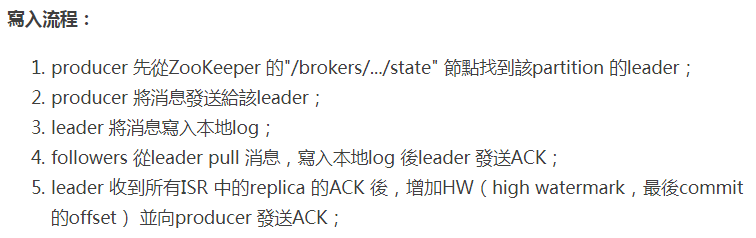 寫入流程：
1. producer 先從ZooKeeper 的"/brokers/.../state" 節點找到該partition 的leader；
2. producer 將消息發送給該leader；
3. leader 將消息寫入本地log；
4. followers 從leader pull 消息，寫入本地log 後leader 發送ACK；
5. leader 收到所有ISR 中的replica 的ACK 後，增加HW（high watermark，最後commit
的offset） 並向producer 發送ACK；